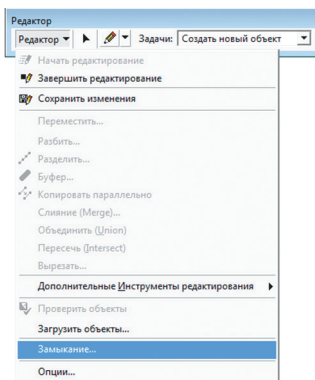 Редактор
Редактор Задачи: Создать новый объект
Начать редактирование
Завершить редактирование
Сохранить изменения
Переместить...
Разбить...
Разделить...
Буфер...
Копировать параллельно
Слияние (Merge)...
Объединить (Union)
Пересечь (Intersect)
Вырезать...
Дополнительные Инструменты редактирования
Проверить объекты
Загрузить объекты...
Замыкание...
Опции...